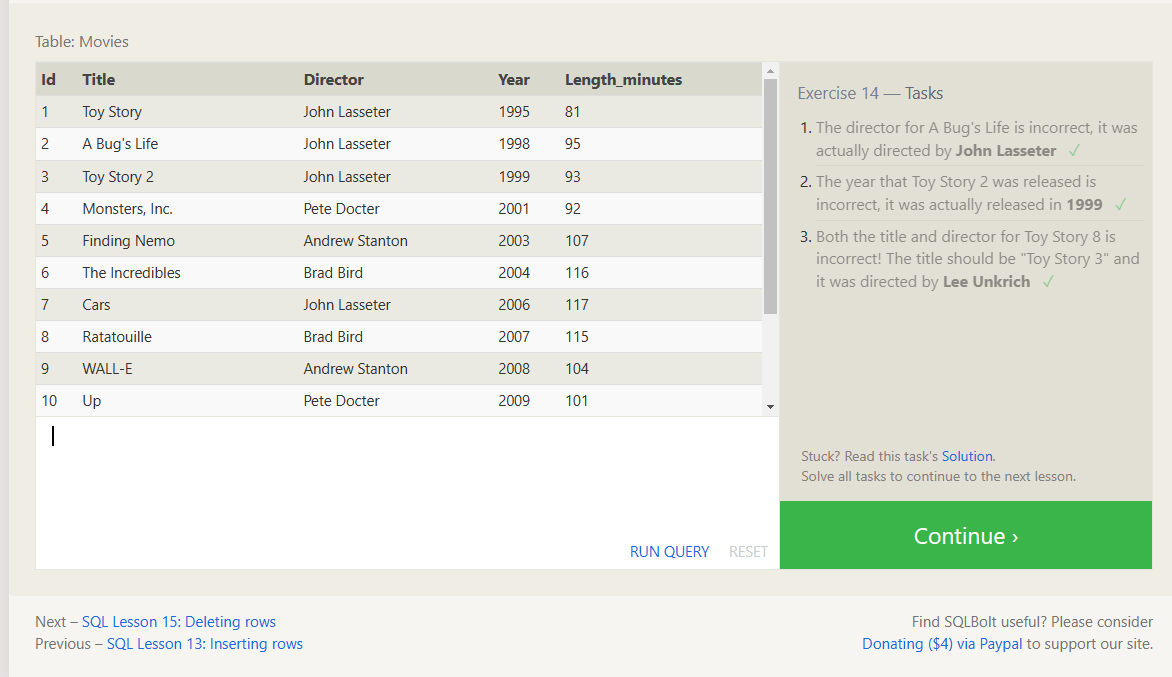 Table: Movies
Id Title Director Year Length_minutes
1 Toy Story John Lasseter 1995 81
2 A Bug's Life John Lasseter 1998 95
3 Toy Story 2 John Lasseter 1999 93
4 Monsters, Inc. Pete Docter 2001 92
5 Finding Nemo Andrew Stanton 2003 107
6 The Incredibles Brad Bird 2004 116
7 Cars John Lasseter 2006 117
8 Ratatouille Brad Bird 2007 115
9 WALL-E Andrew Stanton 2008 104
10 Up Pete Docter 2009 101
RUN QUERY RESET
Exercise 14 — Tasks
1. The director for A Bug's Life is incorrect, it was
actually directed by John Lasseter ✓
2. The year that Toy Story 2 was released is
incorrect, it was actually released in 1999 ✓
3. Both the title and director for Toy Story 8 is
incorrect! The title should be "Toy Story 3" and
it was directed by Lee Unkrich ✓
Stuck? Read this task's Solution.
Solve all tasks to continue to the next lesson.
Continue ›
Next – SQL Lesson 15: Deleting rows
Previous – SQL Lesson 13: Inserting rows
Find SQLBolt useful? Please consider
Donating ($4) via Paypal to support our site.